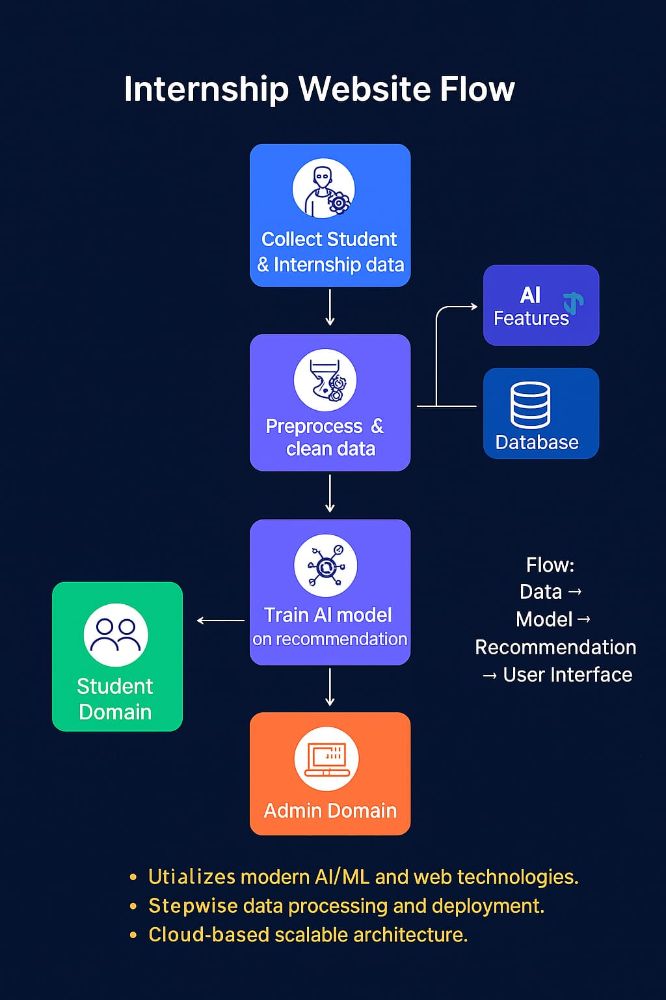 Internship Website Flow
Collect Student
& Internship data
AI
Features
Preprocess &
clean data
Database
Train AI model
on recommendation
Flow:
Data →
Model →
Recommendation
→ User Interface
Student
Domain
Admin Domain
• Utializes modern AI/ML and web technologies.
• Stepwise data processing and deployment.
• Cloud-based scalable architecture.